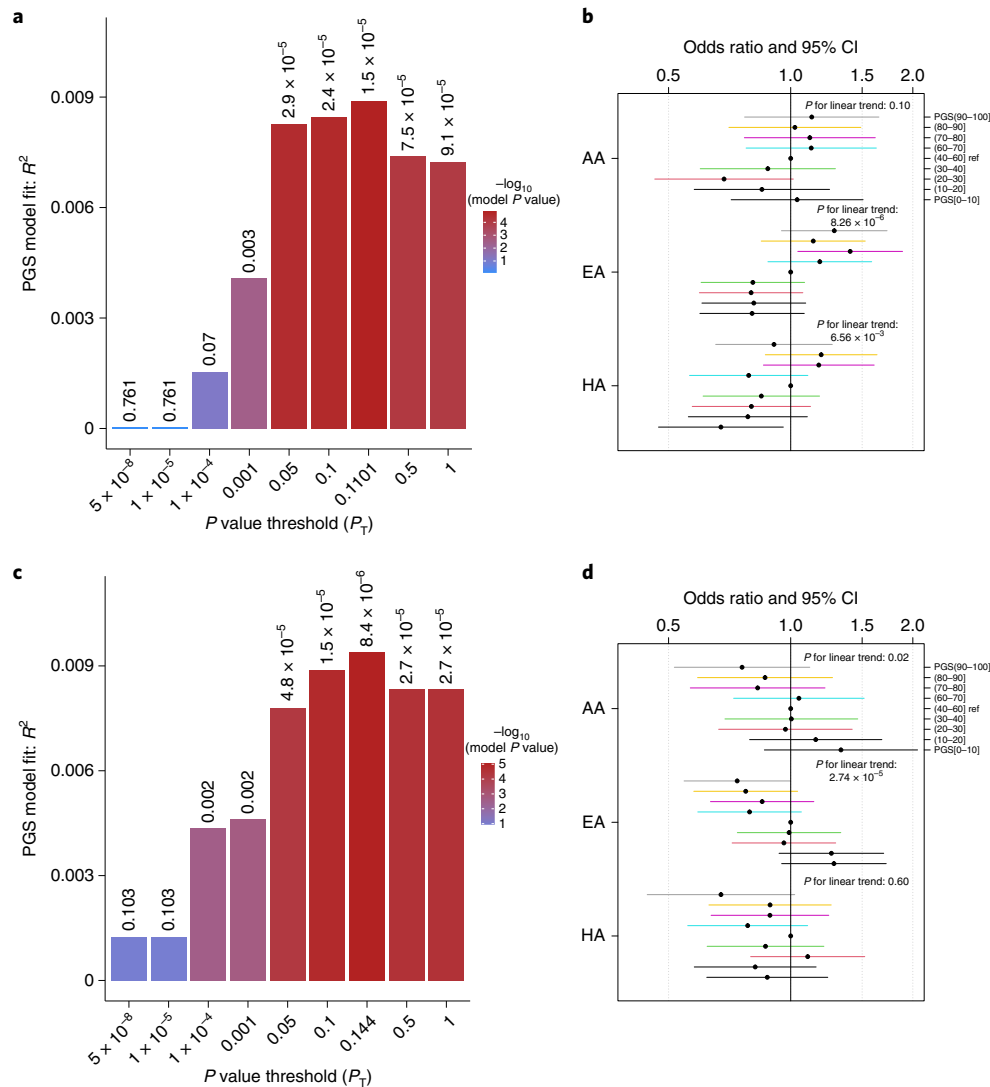 a
PGS model fit: R²
0.009
0.006
0.003
0
0.761
0.761
0.07
0.003
2.9 × 10⁻⁵
2.4 × 10⁻⁵
1.5 × 10⁻⁵
7.5 × 10⁻⁵
9.1 × 10⁻⁵
–log₁₀
(model P value)
4
3
2
1
5 × 10⁻⁸
1 × 10⁻⁵
1 × 10⁻⁴
0.001
0.05
0.1
0.1101
0.5
1
P value threshold (P_T)
b
Odds ratio and 95% CI
0.5
1.0
1.5
2.0
P for linear trend: 0.10
AA
PGS(90–100]
(80–90]
(70–80]
(60–70]
(40–60] ref
(30–40]
(20–30]
(10–20]
PGS[0–10]
P for linear trend:
8.26 × 10⁻⁶
EA
P for linear trend:
6.56 × 10⁻³
HA
c
PGS model fit: R²
0.009
0.006
0.003
0
0.103
0.103
0.002
0.002
4.8 × 10⁻⁵
1.5 × 10⁻⁵
8.4 × 10⁻⁶
2.7 × 10⁻⁵
2.7 × 10⁻⁵
–log₁₀
(model P value)
5
4
3
2
1
5 × 10⁻⁸
1 × 10⁻⁵
1 × 10⁻⁴
0.001
0.05
0.1
0.144
0.5
1
P value threshold (P_T)
d
Odds ratio and 95% CI
0.5
1.0
1.5
2.0
P for linear trend: 0.02
AA
PGS(90–100]
(80–90]
(70–80]
(60–70]
(40–60] ref
(30–40]
(20–30]
(10–20]
PGS[0–10]
P for linear trend:
2.74 × 10⁻⁵
EA
P for linear trend: 0.60
HA